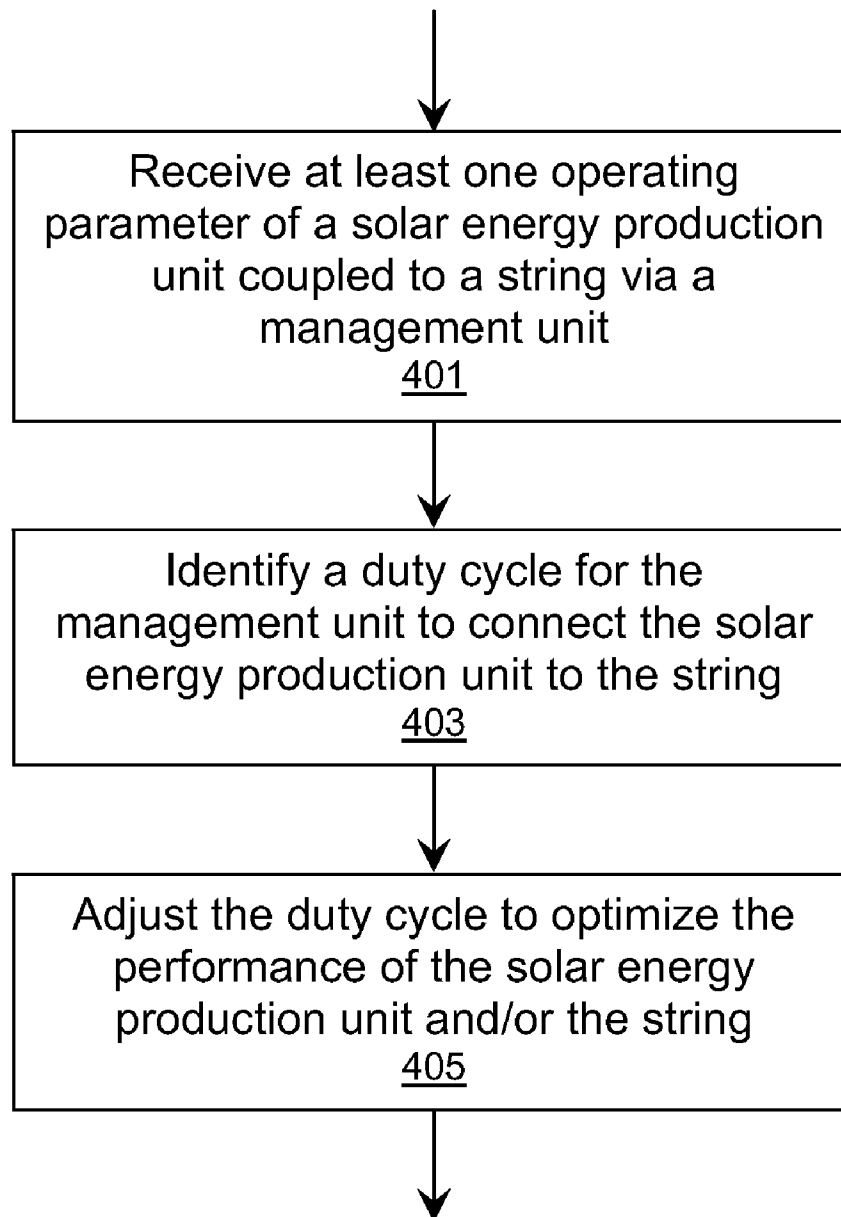 Receive at least one operating
parameter of a solar energy production
unit coupled to a string via a
management unit
401
Identify a duty cycle for the
management unit to connect the solar
energy production unit to the string
403
Adjust the duty cycle to optimize the
performance of the solar energy
production unit and/or the string
405